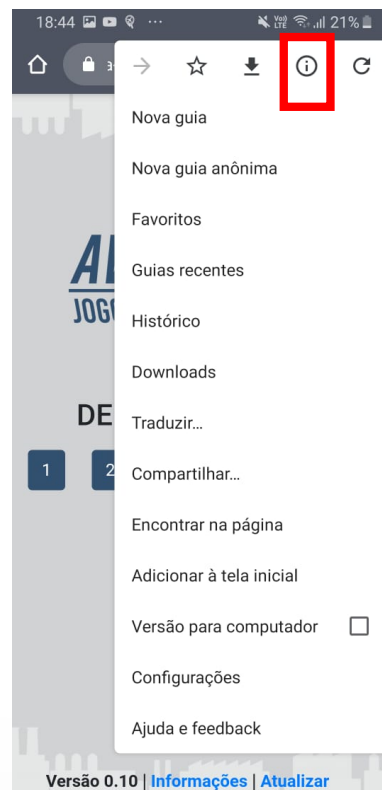 18:44 21%
Nova guia
Nova guia anônima
Favoritos
Guias recentes
Histórico
Downloads
Traduzir...
DE
1 2
Compartilhar...
Encontrar na página
Adicionar à tela inicial
Versão para computador
Configurações
Ajuda e feedback
Versão 0.10 | Informações | Atualizar